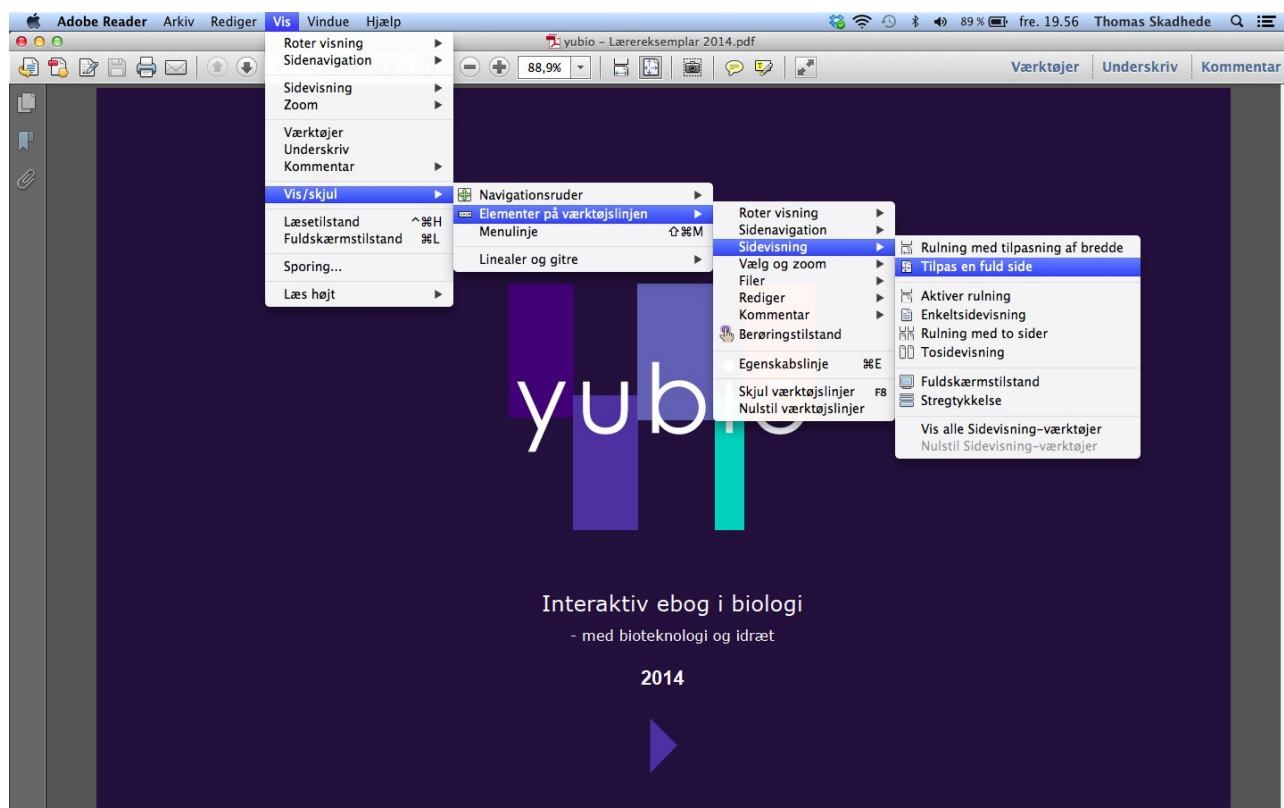 Adobe Reader Arkiv Rediger Vis Vindue Hjælp 89 % fre. 19.56 Thomas Skadhede
yubio – Lærereksemplar 2014.pdf
88,9% Værktøjer Underskriv Kommentar
Roter visning
Sidenavigation
Sidevisning
Zoom
Værktøjer
Underskriv
Kommentar
Vis/skjul
Læsetilstand ^⌘H
Fuldskærmstilstand ⌘L
Sporing...
Læs højt
Navigationsruder
Elementer på værktøjslinjen
Menulinje ⇧⌘M
Linealer og gitre
Roter visning
Sidenavigation
Sidevisning
Vælg og zoom
Filer
Rediger
Kommentar
Berøringstilstand
Egenskabslinje ⌘E
Skjul værktøjslinjer F8
Nulstil værktøjslinjer
Rulning med tilpasning af bredde
Tilpas en fuld side
Aktiver rulning
Enkeltsidevisning
Rulning med to sider
Tosidevisning
Fuldskærmstilstand
Stregtykkelse
Vis alle Sidevisning-værktøjer
Nulstil Sidevisning-værktøjer
yubio
Interaktiv ebog i biologi
- med bioteknologi og idræt
2014